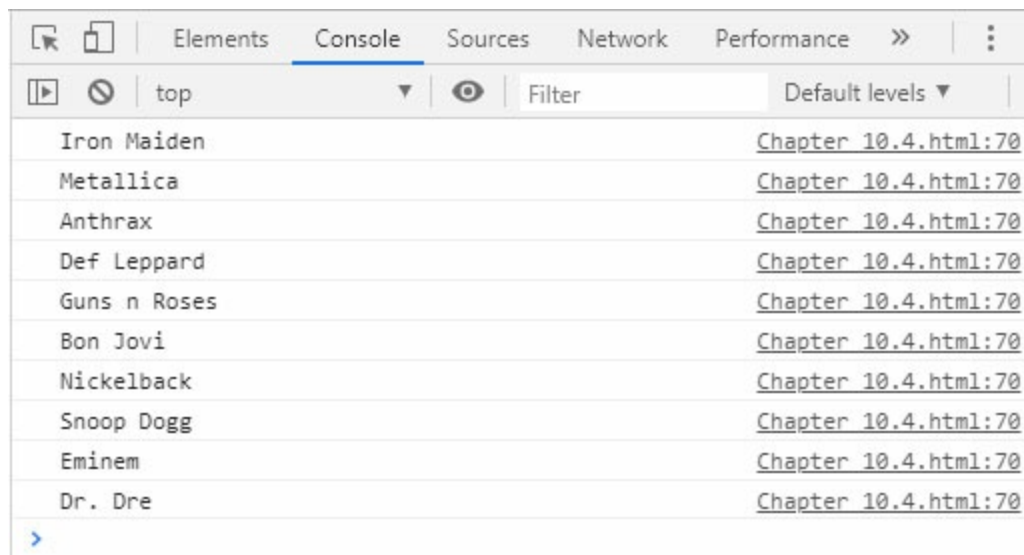 Elements Console Sources Network Performance »
top ▼ Filter Default levels ▼
Iron Maiden Chapter 10.4.html:70
Metallica Chapter 10.4.html:70
Anthrax Chapter 10.4.html:70
Def Leppard Chapter 10.4.html:70
Guns n Roses Chapter 10.4.html:70
Bon Jovi Chapter 10.4.html:70
Nickelback Chapter 10.4.html:70
Snoop Dogg Chapter 10.4.html:70
Eminem Chapter 10.4.html:70
Dr. Dre Chapter 10.4.html:70
>